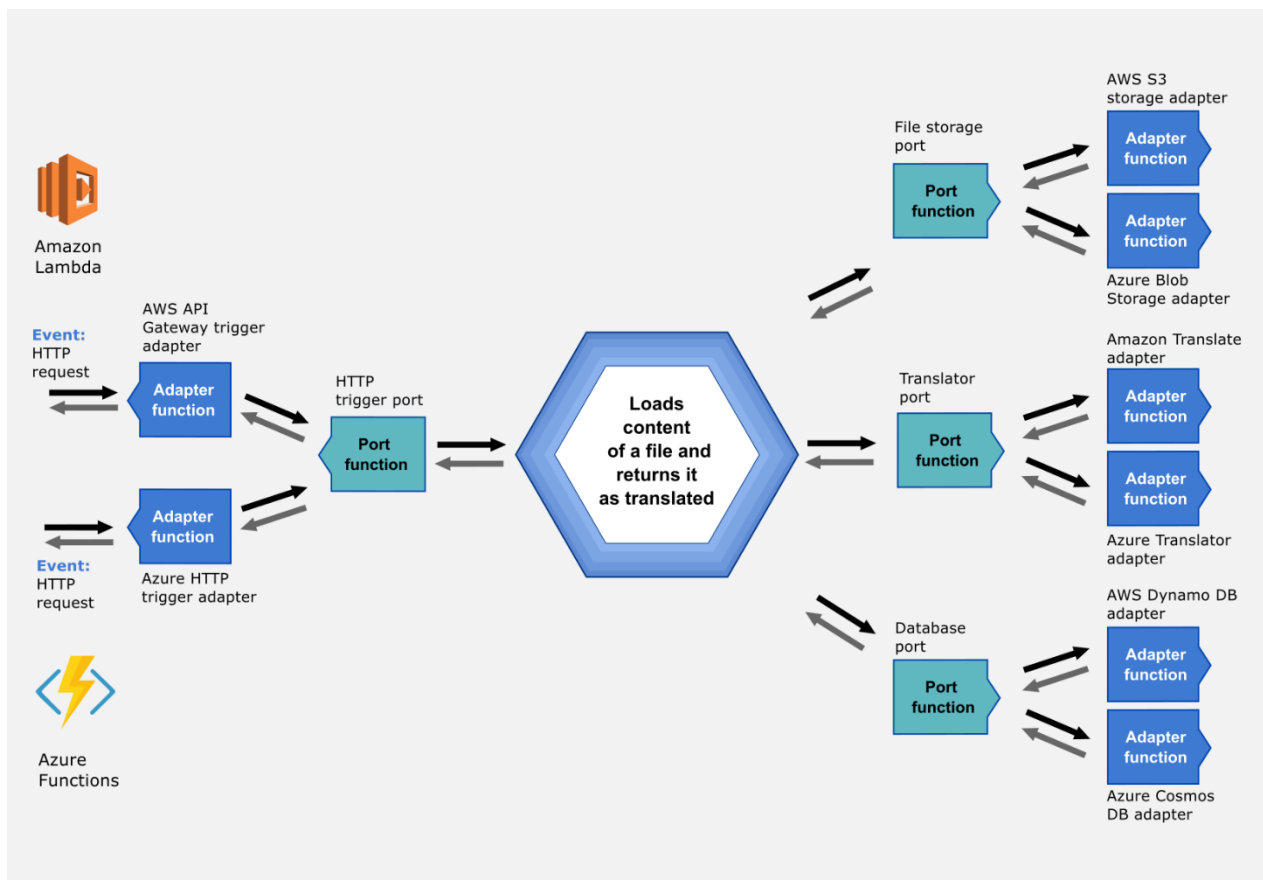 Amazon
Lambda
Event:
HTTP
request
AWS API
Gateway trigger
adapter
Adapter
function
HTTP
trigger port
Port
function
Adapter
function
Azure HTTP
trigger adapter
Event:
HTTP
request
Azure
Functions
Loads
content
of a file and
returns it
as translated
File storage
port
Port
function
AWS S3
storage adapter
Adapter
function
Adapter
function
Azure Blob
Storage adapter
Translator
port
Port
function
Amazon Translate
adapter
Adapter
function
Adapter
function
Azure Translator
adapter
Database
port
Port
function
AWS Dynamo DB
adapter
Adapter
function
Adapter
function
Azure Cosmos
DB adapter